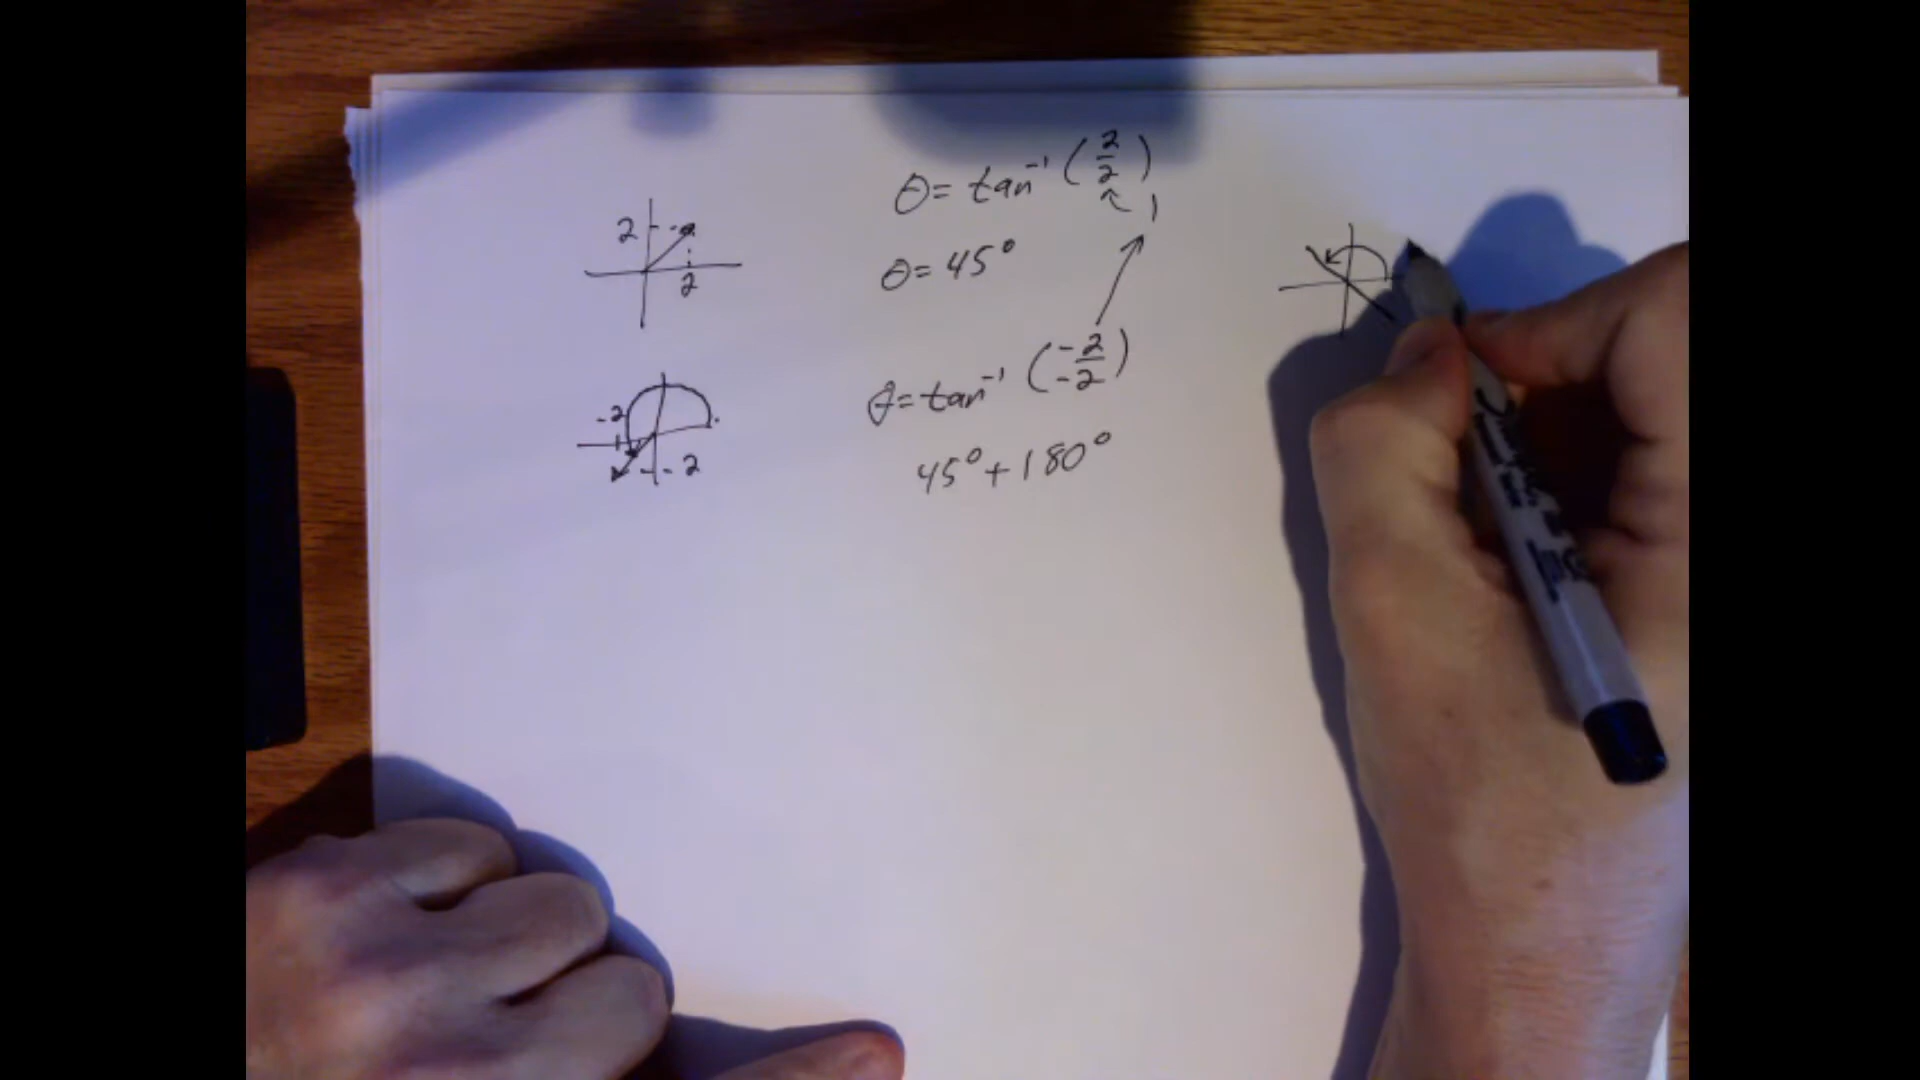 θ = tan⁻¹ (2/2)
1
θ = 45°
2
2
θ = tan⁻¹ (-2/-2)
45° + 180°
-2
-2